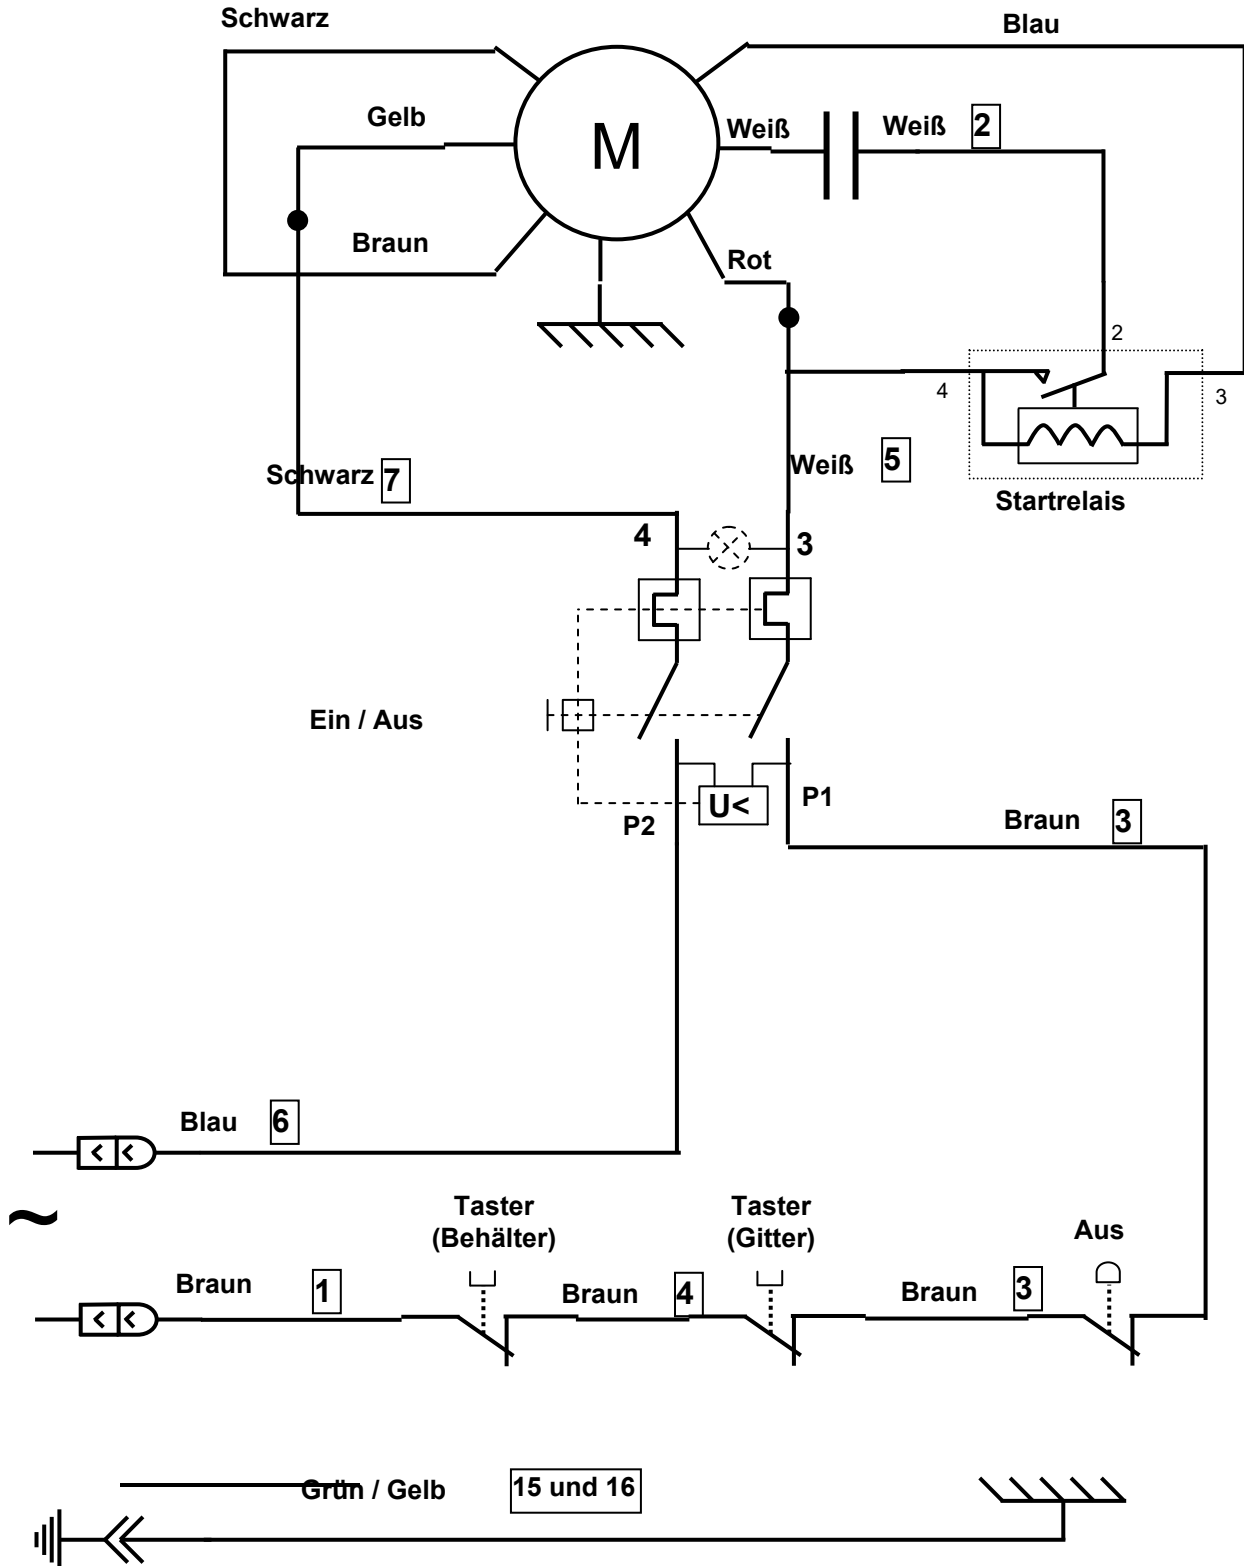 Schwarz
Blau
Gelb
M
Weiß
Weiß 2
Braun
Rot
2
4
3
Schwarz 7
Weiß 5
Startrelais
4
3
Ein / Aus
U<
P1
P2
Braun 3
Blau 6
~
Taster
(Behälter)
Taster
(Gitter)
Aus
Braun 1
Braun 4
Braun 3
Grün / Gelb
15 und 16